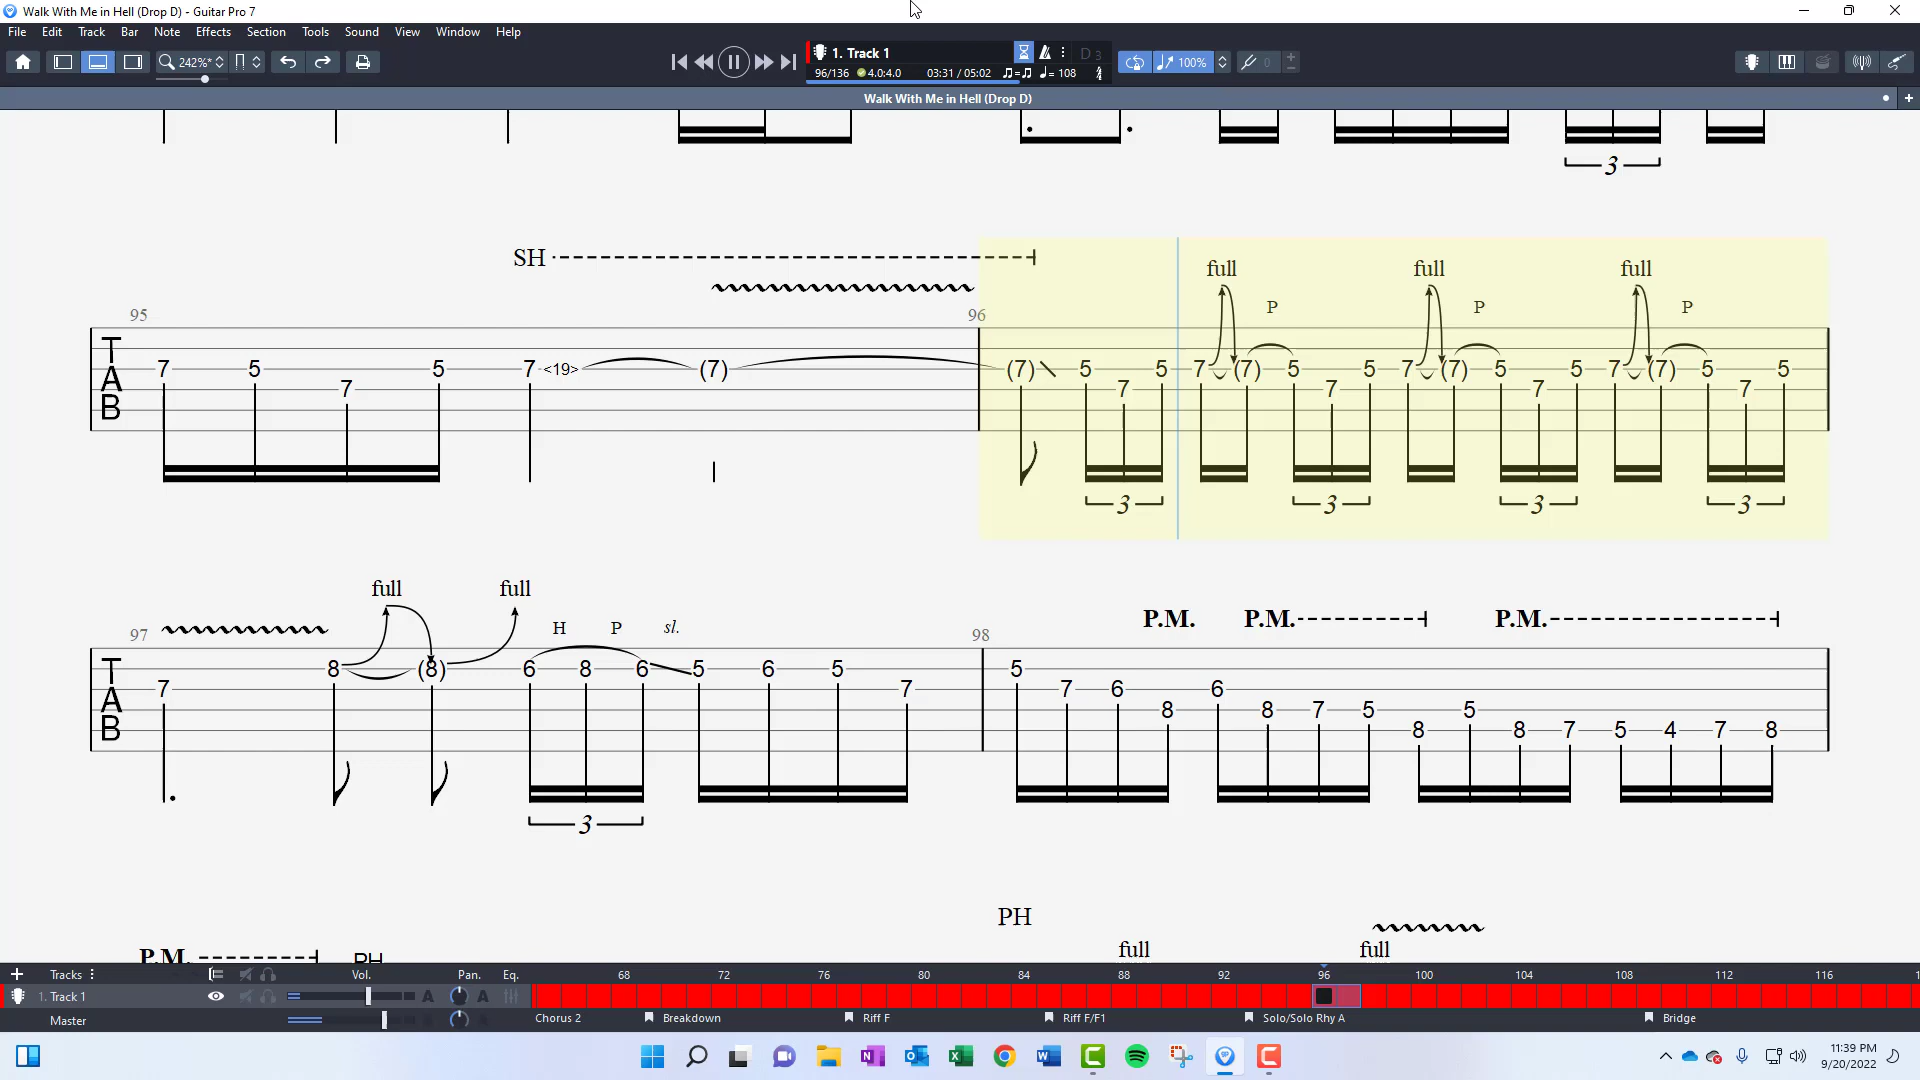 Walk With Me in Hell (Drop D) - Guitar Pro 7
File Edit Track Bar Note Effects Section Tools Sound View Window Help
242%* 1. Track 1 D 3 100% 0
96/136 4.0:4.0 03:31 / 05:02 = 108
Walk With Me in Hell (Drop D)
3
SH
full full full
P P P
95 96
TAB
7 5 7 5 7 <19> (7) (7) 5 7 5 7 (7) 5 7 5 7 (7) 5 7 5 7 (7) 5 7 5
3 3 3 3
full full
H P sl. P.M. P.M. P.M.
97 98
TAB
7 8 (8) 6 8 6 5 6 5 7 5 7 6 8 6 8 7 5 8 5 8 7 5 4 7 8
3
PH
full full
P.M. PH
Tracks Vol. Pan. Eq. 68 72 76 80 84 88 92 96 100 104 108 112 116
1. Track 1 A A
Master Chorus 2 Breakdown Riff F Riff F/F1 Solo/Solo Rhy A Bridge
11:39 PM
9/20/2022